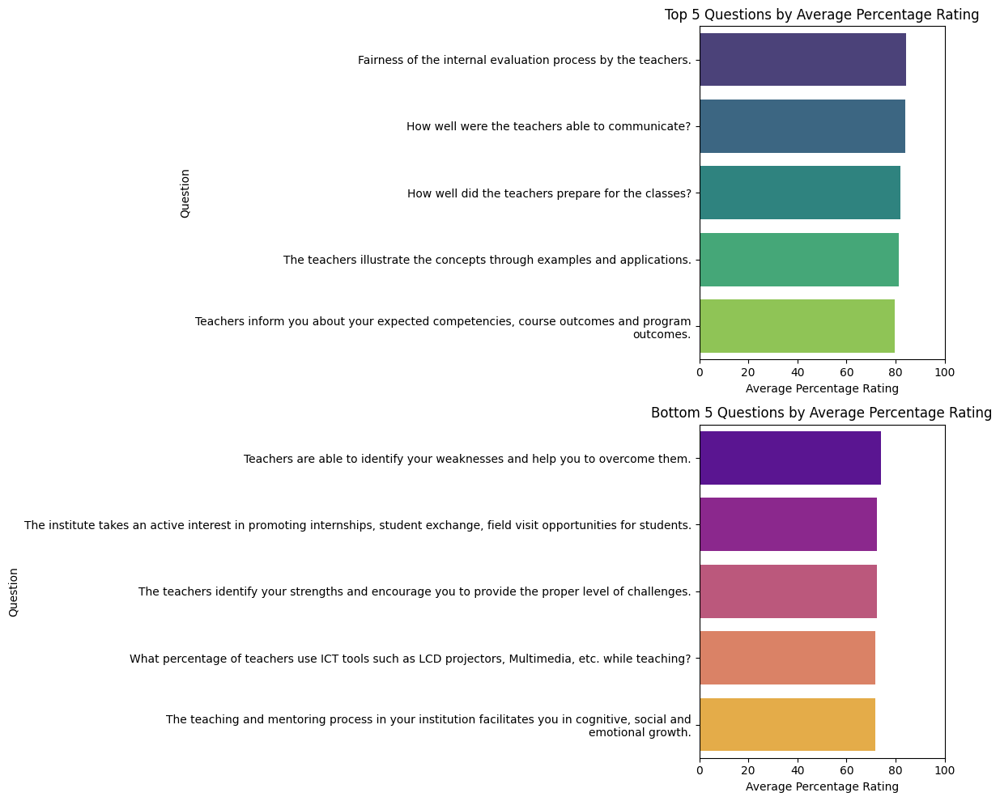 Top 5 Questions by Average Percentage Rating
Question
Fairness of the internal evaluation process by the teachers.
How well were the teachers able to communicate?
How well did the teachers prepare for the classes?
The teachers illustrate the concepts through examples and applications.
Teachers inform you about your expected competencies, course outcomes and program
outcomes.
0 20 40 60 80 100
Average Percentage Rating
Bottom 5 Questions by Average Percentage Rating
Question
Teachers are able to identify your weaknesses and help you to overcome them.
The institute takes an active interest in promoting internships, student exchange, field visit opportunities for students.
The teachers identify your strengths and encourage you to provide the proper level of challenges.
What percentage of teachers use ICT tools such as LCD projectors, Multimedia, etc. while teaching?
The teaching and mentoring process in your institution facilitates you in cognitive, social and
emotional growth.
0 20 40 60 80 100
Average Percentage Rating